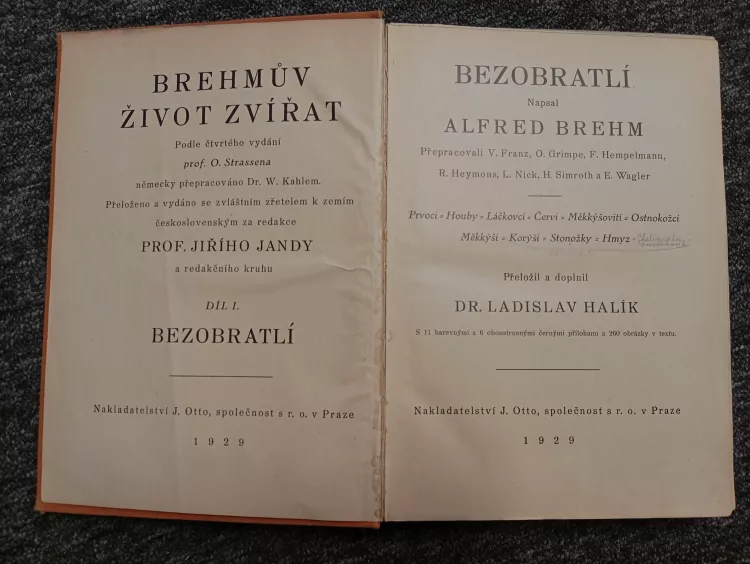 BREHMŮV
ŽIVOT ZVÍŘAT
Podle čtvrtého vydání
prof. O. Strassena
německy přepracováno Dr. W. Kahlem.
Přeloženo a vydáno se zvláštním zřetelem k zemím
československým za redakce
PROF. JIŘÍHO JANDY
a redakčního kruhu
DÍL I.
BEZOBRATLÍ
Nakladatelství J. Otto, společnost s r. o. v Praze
1929
BEZOBRATLÍ
Napsal
ALFRED BREHM
Přepracovali V. Franz, O. Grimpe, F. Hempelmann,
R. Heymons, L. Nick, H. Simroth a E. Wagler
Prvoci - Houby - Láčkovci - Červi - Měkkýšovití - Ostnokožci
Měkkýši - Korýši - Stonožky - Hmyz -
Přeložil a doplnil
DR. LADISLAV HALÍK
S 11 barevnými a 6 oboustrannými černými přílohami a 260 obrázky v textu.
Nakladatelství J. Otto, společnost s r. o. v Praze
1929